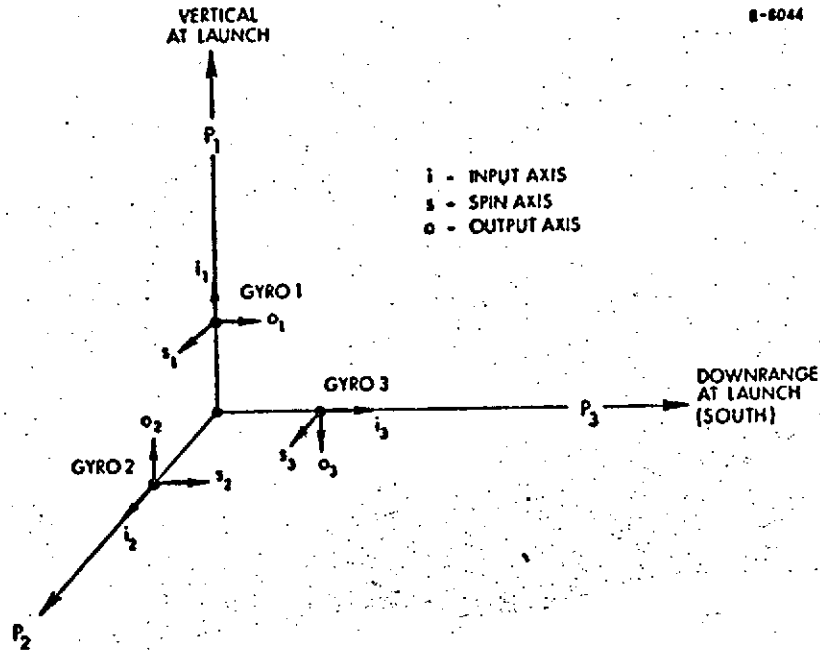 VERTICAL
AT LAUNCH
R-6044
P1
i - INPUT AXIS
s - SPIN AXIS
o - OUTPUT AXIS
i1
GYRO 1
o1
s1
GYRO 3
DOWNRANGE
AT LAUNCH
(SOUTH)
P3
i3
o2
s3
o3
GYRO 2
s2
i2
P2